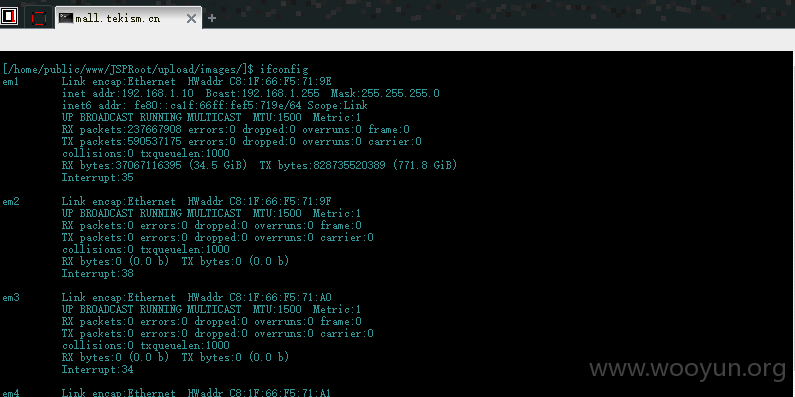 mall.tekism.cn
[/home/public/www/JSPRoot/upload/images/]$ ifconfig
em1 Link encap:Ethernet HWaddr C8:1F:66:F5:71:9E
inet addr:192.168.1.10 Bcast:192.168.1.255 Mask:255.255.255.0
inet6 addr: fe80::ca1f:66ff:fef5:719e/64 Scope:Link
UP BROADCAST RUNNING MULTICAST MTU:1500 Metric:1
RX packets:237667908 errors:0 dropped:0 overruns:0 frame:0
TX packets:590537175 errors:0 dropped:0 overruns:0 carrier:0
collisions:0 txqueuelen:1000
RX bytes:37067116395 (34.5 GiB) TX bytes:828735520389 (771.8 GiB)
Interrupt:35
em2 Link encap:Ethernet HWaddr C8:1F:66:F5:71:9F
UP BROADCAST RUNNING MULTICAST MTU:1500 Metric:1
RX packets:0 errors:0 dropped:0 overruns:0 frame:0
TX packets:0 errors:0 dropped:0 overruns:0 carrier:0
collisions:0 txqueuelen:1000
RX bytes:0 (0.0 b) TX bytes:0 (0.0 b)
Interrupt:38
em3 Link encap:Ethernet HWaddr C8:1F:66:F5:71:A0
UP BROADCAST RUNNING MULTICAST MTU:1500 Metric:1
RX packets:0 errors:0 dropped:0 overruns:0 frame:0
TX packets:0 errors:0 dropped:0 overruns:0 carrier:0
collisions:0 txqueuelen:1000
RX bytes:0 (0.0 b) TX bytes:0 (0.0 b)
Interrupt:34
www.wooyun.org
em4 Link encap:Ethernet HWaddr C8:1F:66:F5:71:A1